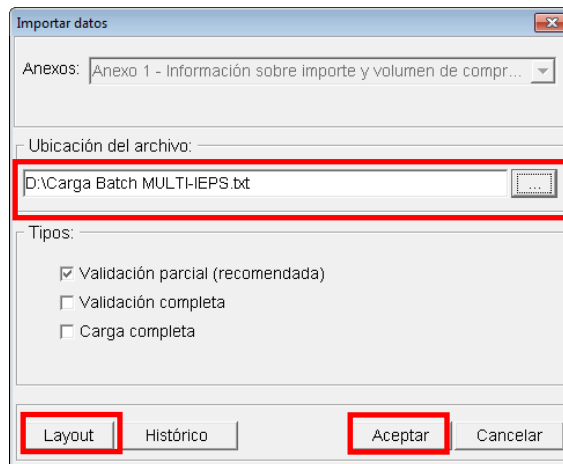 Importar datos
Anexos: Anexo 1 - Información sobre importe y volumen de compr...
Ubicación del archivo:
D:\Carga Batch MULTI-IEPS.txt ...
Tipos:
Validación parcial (recomendada)
Validación completa
Carga completa
Layout Histórico Aceptar Cancelar